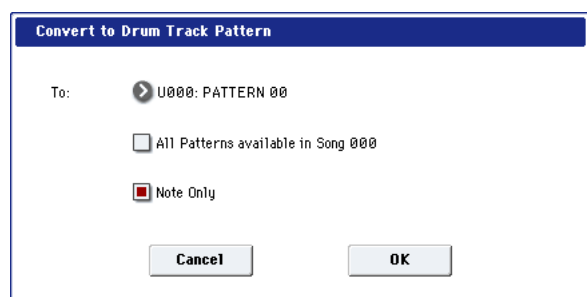 Convert to Drum Track Pattern
To: U000: PATTERN 00
All Patterns available in Song 000
Note Only
Cancel OK